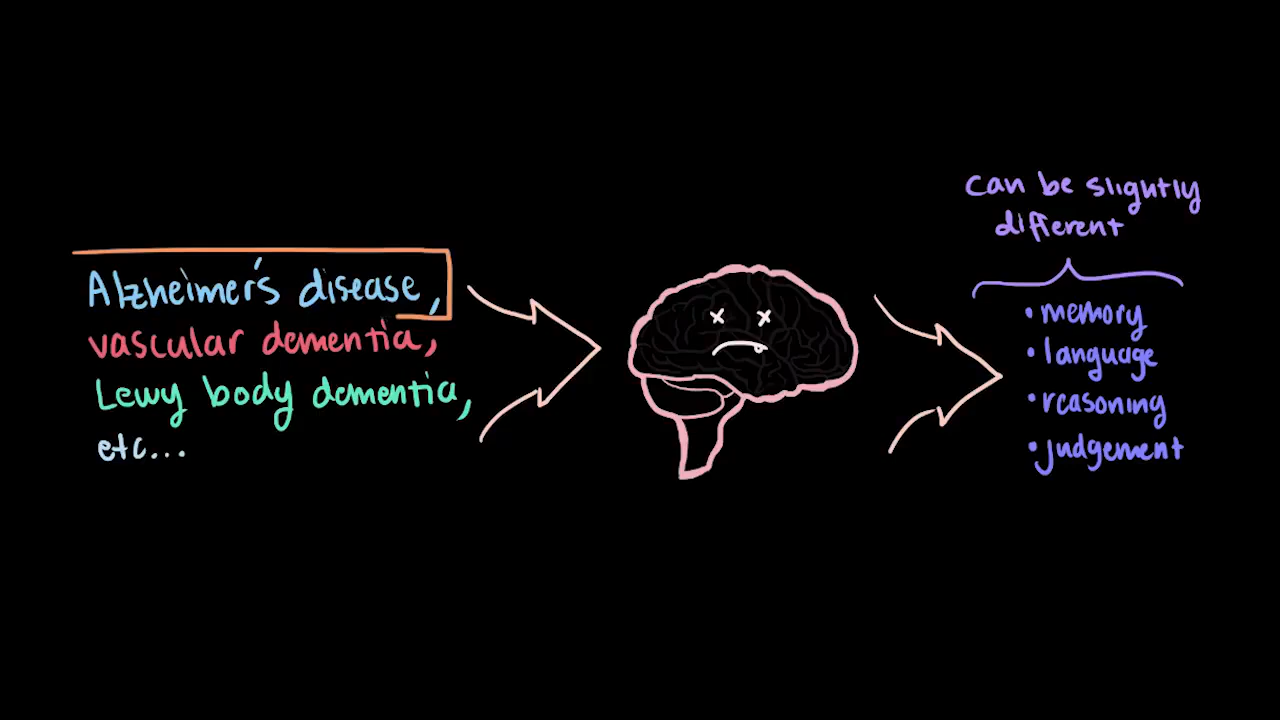 Alzheimer's disease,
vascular dementia,
Lewy body dementia,
etc...
can be slightly
different
• memory
• language
• reasoning
• judgement